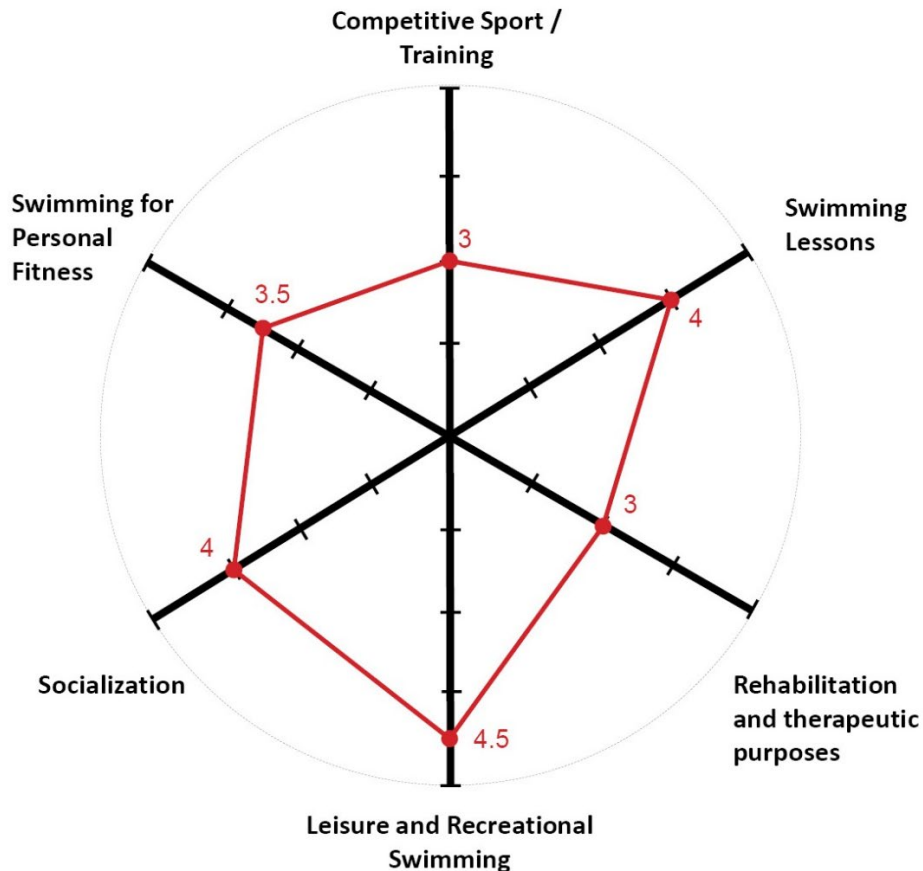 Competitive Sport /
Training
Swimming for
Personal
Fitness
Swimming
Lessons
3
3.5
4
3
4
4.5
Socialization
Rehabilitation
and therapeutic
purposes
Leisure and Recreational
Swimming